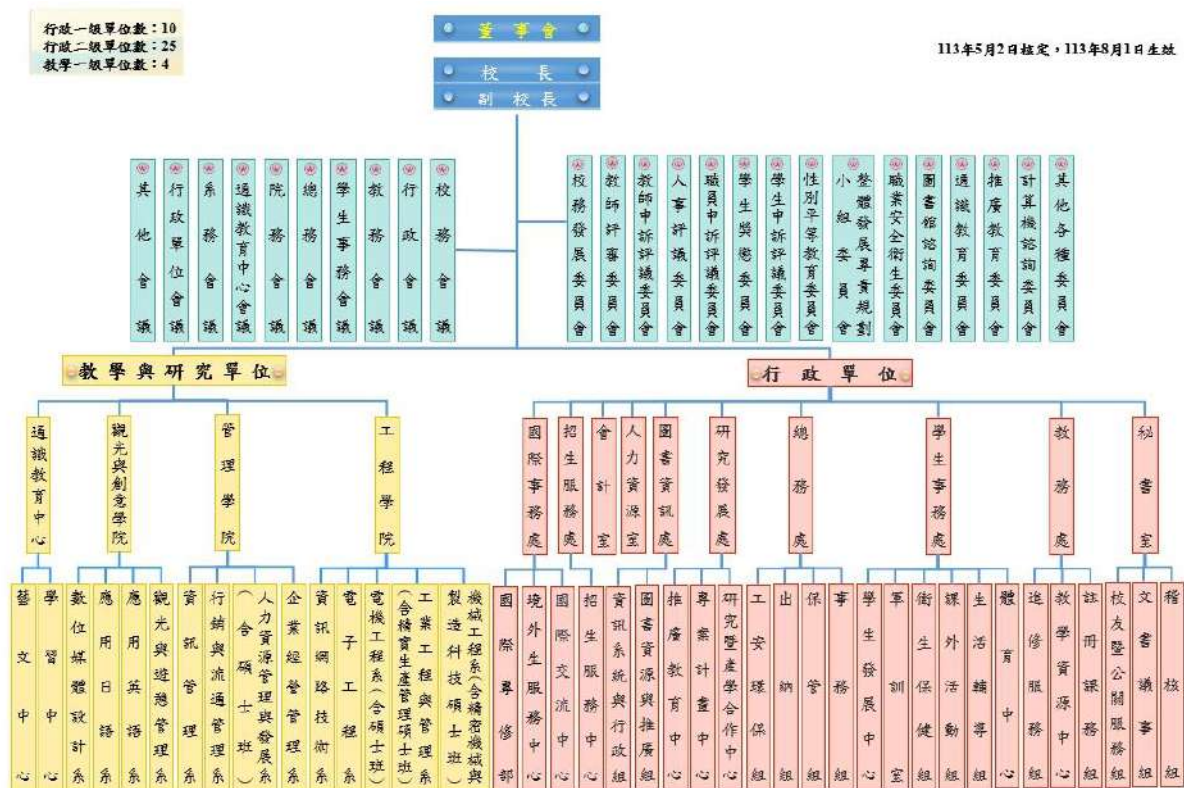 行政一級單位數：10
行政二級單位數：25
教學一級單位數：4
董事會
校長
副校長
113年5月2日核定，113年8月1日生效
其他會議
行政單位會議
系務會議
通識教育中心會議
院務會議
總務會議
學生事務會議
教務會議
行政會議
校務會議
校務發展委員會
教師評審委員會
教師申訴評議委員會
人事評議委員會
職員申訴評議委員會
學生獎懲委員會
學生申訴評議委員會
性別平等教育委員會
整體發展專責規劃
小組委員會
職業安全衛生委員會
圖書館諮詢委員會
通識教育委員會
推廣教育委員會
計算機諮詢委員會
其他各種委員會
教學與研究單位
行政單位
通識教育中心
觀光與創意學院
管理學院
工程學院
國際事務處
招生服務處
會計室
人力資源室
圖書資訊處
研究發展處
總務處
學生事務處
教務處
秘書室
藝文中心
學習中心
數位媒體設計系
應用日語系
應用英語系
觀光與遊憩管理系
資訊管理系
行銷與流通管理系
人力資源管理與發展系
（含碩士班）
企業經營管理系
資訊網路技術系
電子工程系
電機工程系（含碩士班）
工業工程與管理系
（含精實生產管理碩士班）
機械工程系（含精密機械與
製造科技碩士班）
國際專修部
境外生服務中心
國際交流中心
招生服務中心
資訊系統與行政組
圖書資源與推廣組
推廣教育中心
專案計畫中心
研究暨產學合作中心
工安環保組
出納組
保管組
事務組
學生發展中心
軍訓室
衛生保健組
課外活動組
生活輔導組
體育中心
進修服務組
教學資源中心
註冊課務組
校友暨公關服務組
文書議事組
稽核組